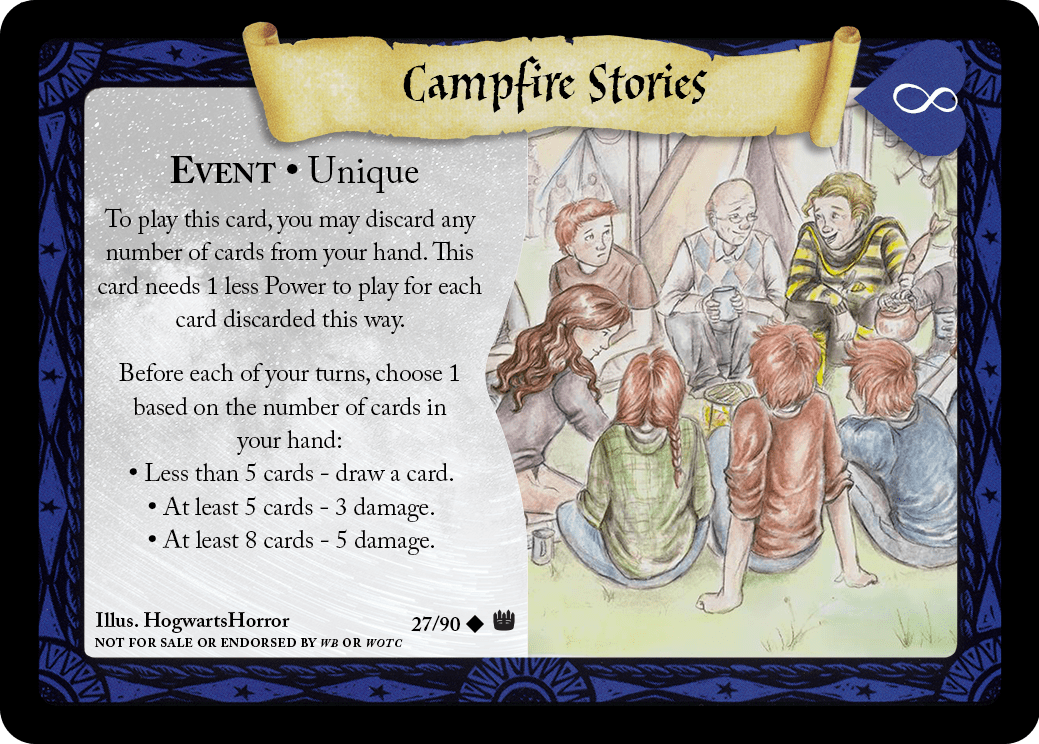 Campfire Stories
∞
EVENT • Unique
To play this card, you may discard any
number of cards from your hand. This
card needs 1 less Power to play for each
card discarded this way.
Before each of your turns, choose 1
based on the number of cards in
your hand:
• Less than 5 cards - draw a card.
• At least 5 cards - 3 damage.
• At least 8 cards - 5 damage.
Illus. HogwartsHorror 27/90 ◆
NOT FOR SALE OR ENDORSED BY WB OR WOTC